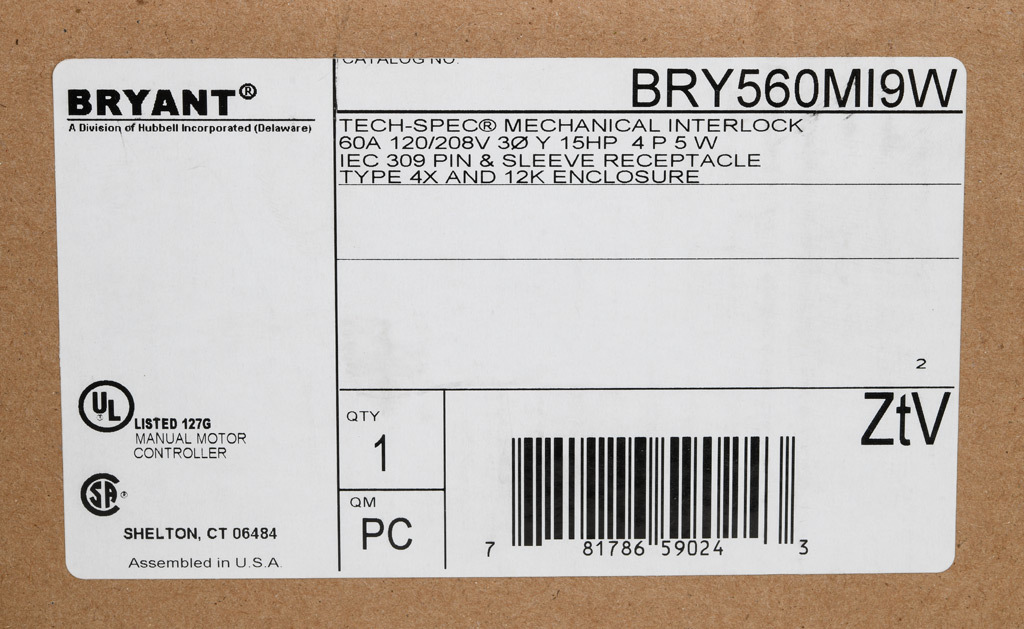 CATALOG NO.
BRYANT®
BRY560MI9W
A Division of Hubbell Incorporated (Delaware)
TECH-SPEC® MECHANICAL INTERLOCK
60A 120/208V 3Ø Y 15HP 4 P 5 W
IEC 309 PIN & SLEEVE RECEPTACLE
TYPE 4X AND 12K ENCLOSURE
2
UL
LISTED 127G
MANUAL MOTOR
CONTROLLER
SA®
SHELTON, CT 06484
Assembled in U.S.A.
QTY
1
QM
PC
ZtV
7 81786 59024 3